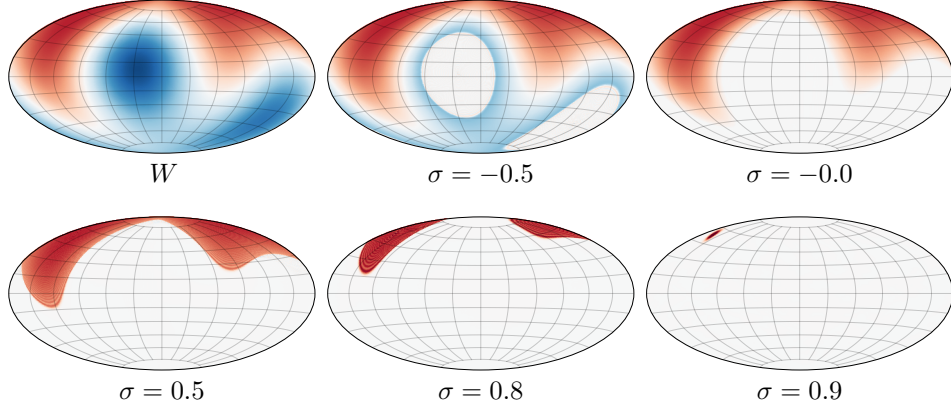 W
σ = −0.5
σ = −0.0
σ = 0.5
σ = 0.8
σ = 0.9